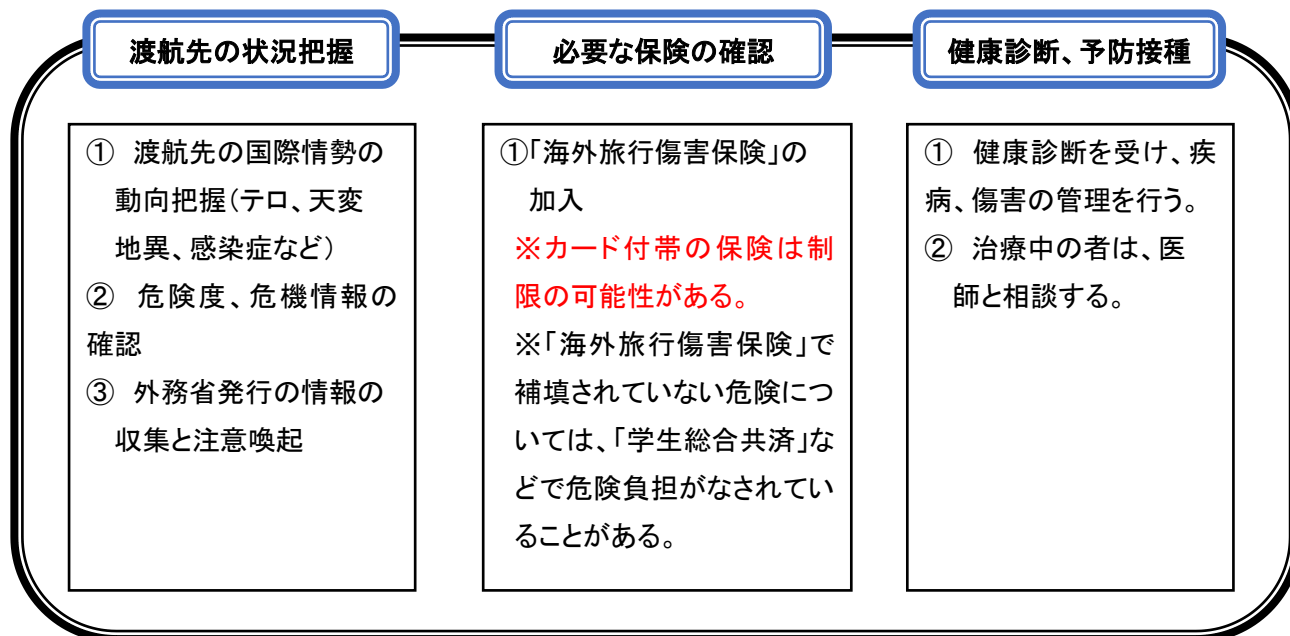 渡航先の状況把握
① 渡航先の国際情勢の
動向把握(テロ、天変
地異、感染症など)
② 危険度、危機情報の
確認
③ 外務省発行の情報の
収集と注意喚起
必要な保険の確認
①「海外旅行傷害保険」の
加入
※カード付帯の保険は制
限の可能性がある。
※「海外旅行傷害保険」で
補填されていない危険につ
いては、「学生総合共済」な
どで危険負担がなされてい
ることがある。
健康診断、予防接種
① 健康診断を受け、疾
病、傷害の管理を行う。
② 治療中の者は、医
師と相談する。